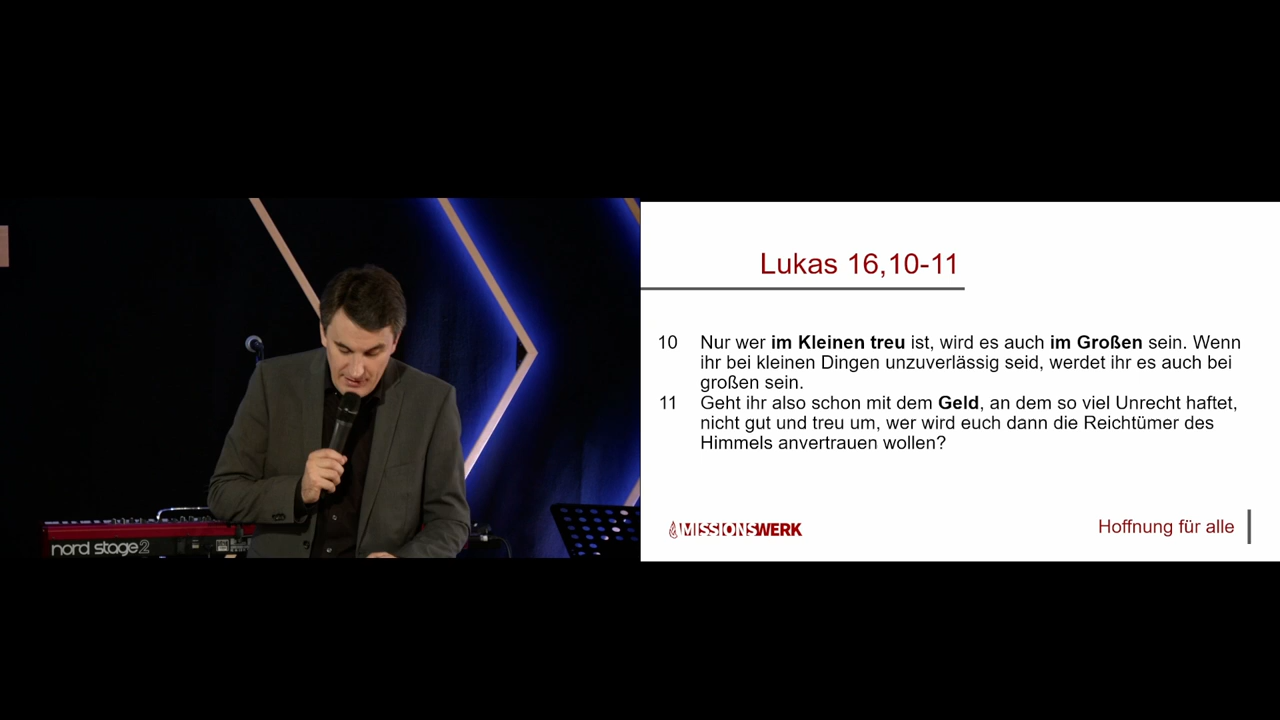 nord stage 2
Lukas 16,10-11
10 Nur wer im Kleinen treu ist, wird es auch im Großen sein. Wenn
ihr bei kleinen Dingen unzuverlässig seid, werdet ihr es auch bei
großen sein.
11 Geht ihr also schon mit dem Geld, an dem so viel Unrecht haftet,
nicht gut und treu um, wer wird euch dann die Reichtümer des
Himmels anvertrauen wollen?
MISSIONSWERK
Hoffnung für alle